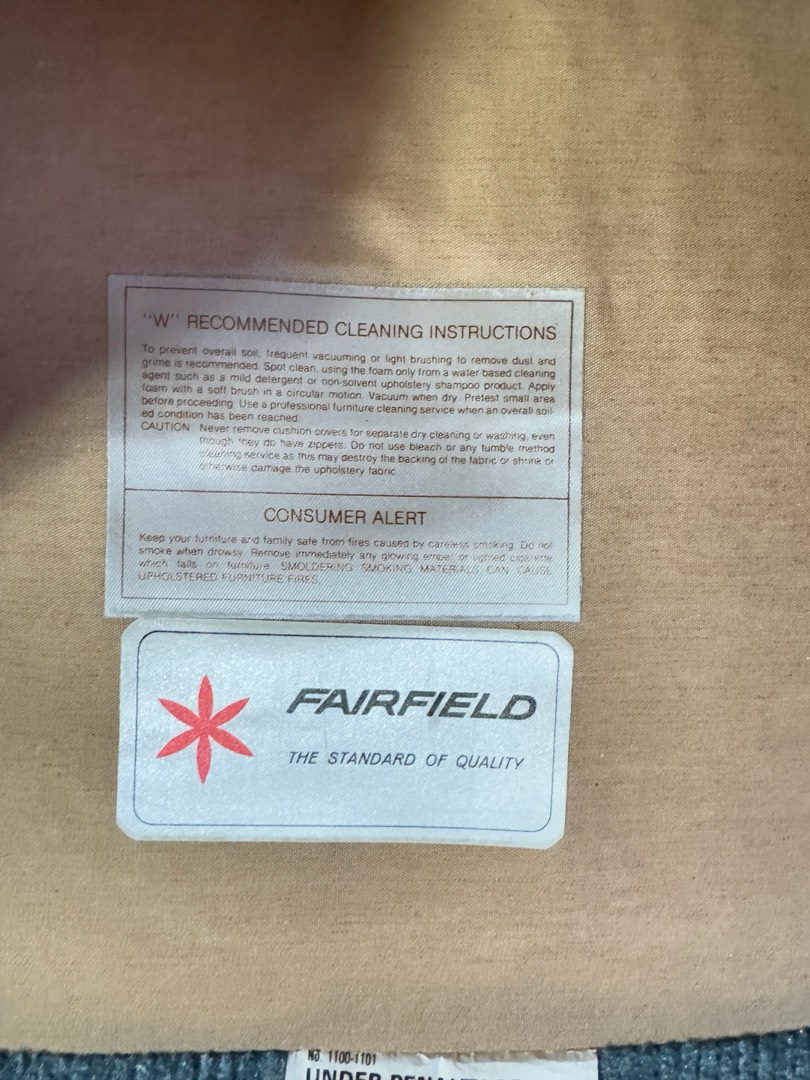 "W" RECOMMENDED CLEANING INSTRUCTIONS
To prevent overall soil, frequent vacuuming or light brushing to remove dust and
grime is recommended. Spot clean, using the foam only from a water-based cleaning
agent such as a mild detergent or non-solvent upholstery shampoo product. Apply
foam with a soft brush in a circular motion. Vacuum when dry. Pretest small area
before proceeding. Use a professional furniture cleaning service when an overall soil-
ed condition has been reached.
CAUTION: Never remove cushion covers for separate dry cleaning or washing, even
though they do have zippers. Do not use bleach or any tumble method
cleaning service as this may destroy the backing of the fabric or shrink or
otherwise damage the upholstery fabric.
CONSUMER ALERT
Keep your furniture and family safe from fires caused by careless smoking. Do not
smoke when drowsy. Remove immediately any glowing ember or lighted cigarette
which falls on furniture. SMOLDERING SMOKING MATERIALS CAN CAUSE
UPHOLSTERED FURNITURE FIRES.
FAIRFIELD
THE STANDARD OF QUALITY
No. 1100-1101
UNDER